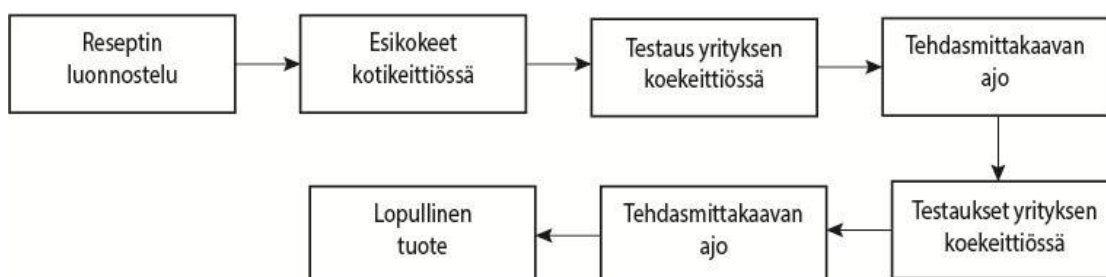 Reseptin
luonnostelu
Esikokeet
kotikeittiössä
Testaus yrityksen
koekeittiössä
Tehdasmittakaavan
ajo
Testaukset yrityksen
koekeittiössä
Tehdasmittakaavan
ajo
Lopullinen
tuote